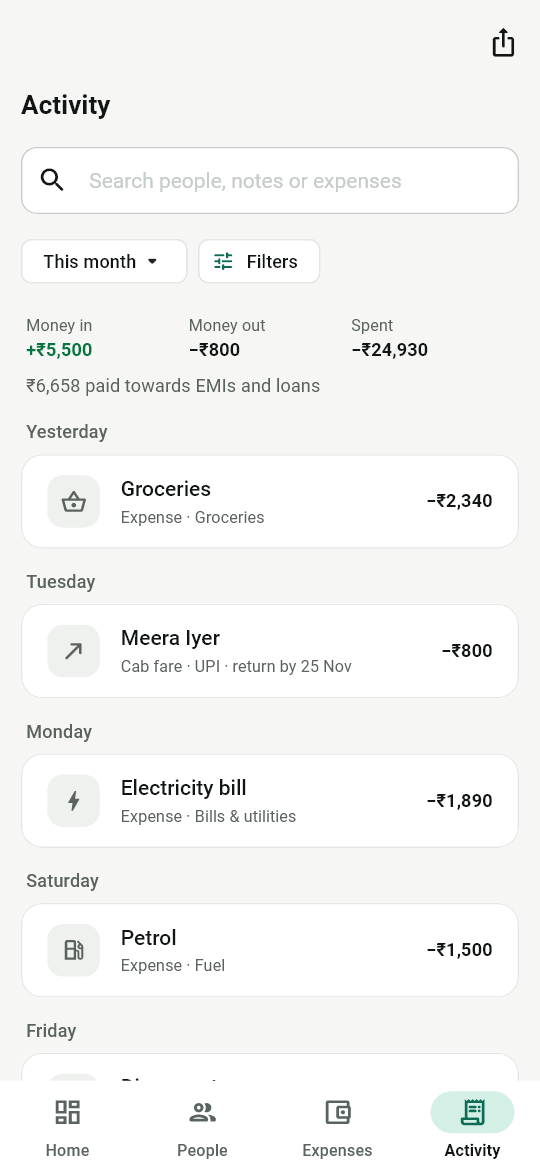 Activity
Search people, notes or expenses
This month
Filters
Money in
Money out
Spent
+₹5,500
−₹800
−₹24,930
₹6,658 paid towards EMIs and loans
Yesterday
Groceries
Expense · Groceries
−₹2,340
Tuesday
Meera Iyer
Cab fare · UPI · return by 25 Nov
−₹800
Monday
Electricity bill
Expense · Bills & utilities
−₹1,890
Saturday
Petrol
Expense · Fuel
−₹1,500
Friday
Home
People
Expenses
Activity